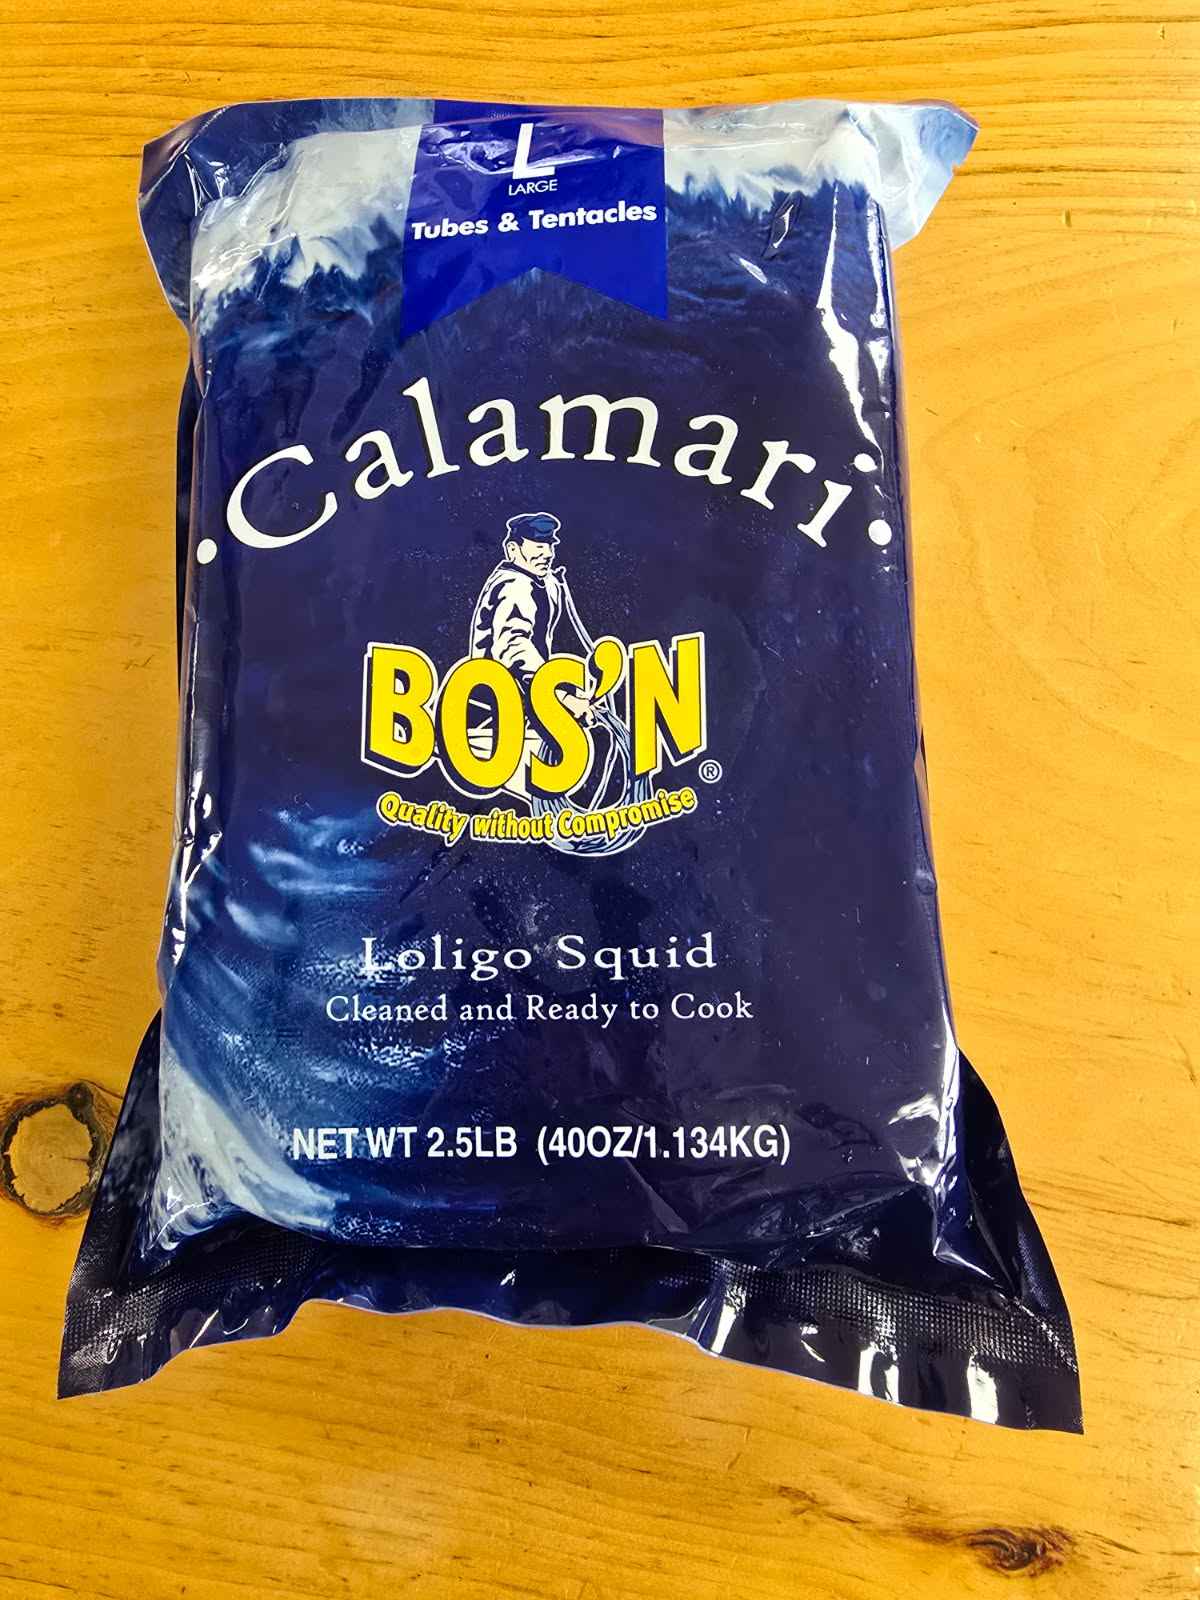 L
LARGE
Tubes & Tentacles
•Calamari•
BOS'N
®
Quality without Compromise
Loligo Squid
Cleaned and Ready to Cook
NET WT 2.5LB (40OZ/1.134KG)